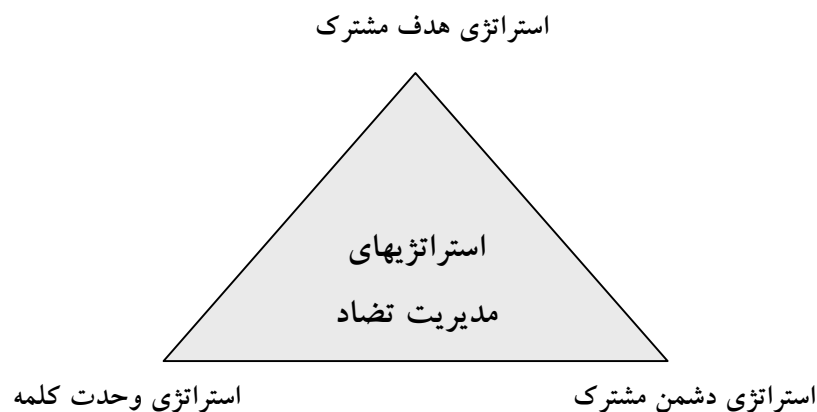 استراتژی هدف مشترک
استراتژیهای
مدیریت تضاد
استراتژی دشمن مشترک
استراتژی وحدت کلمه